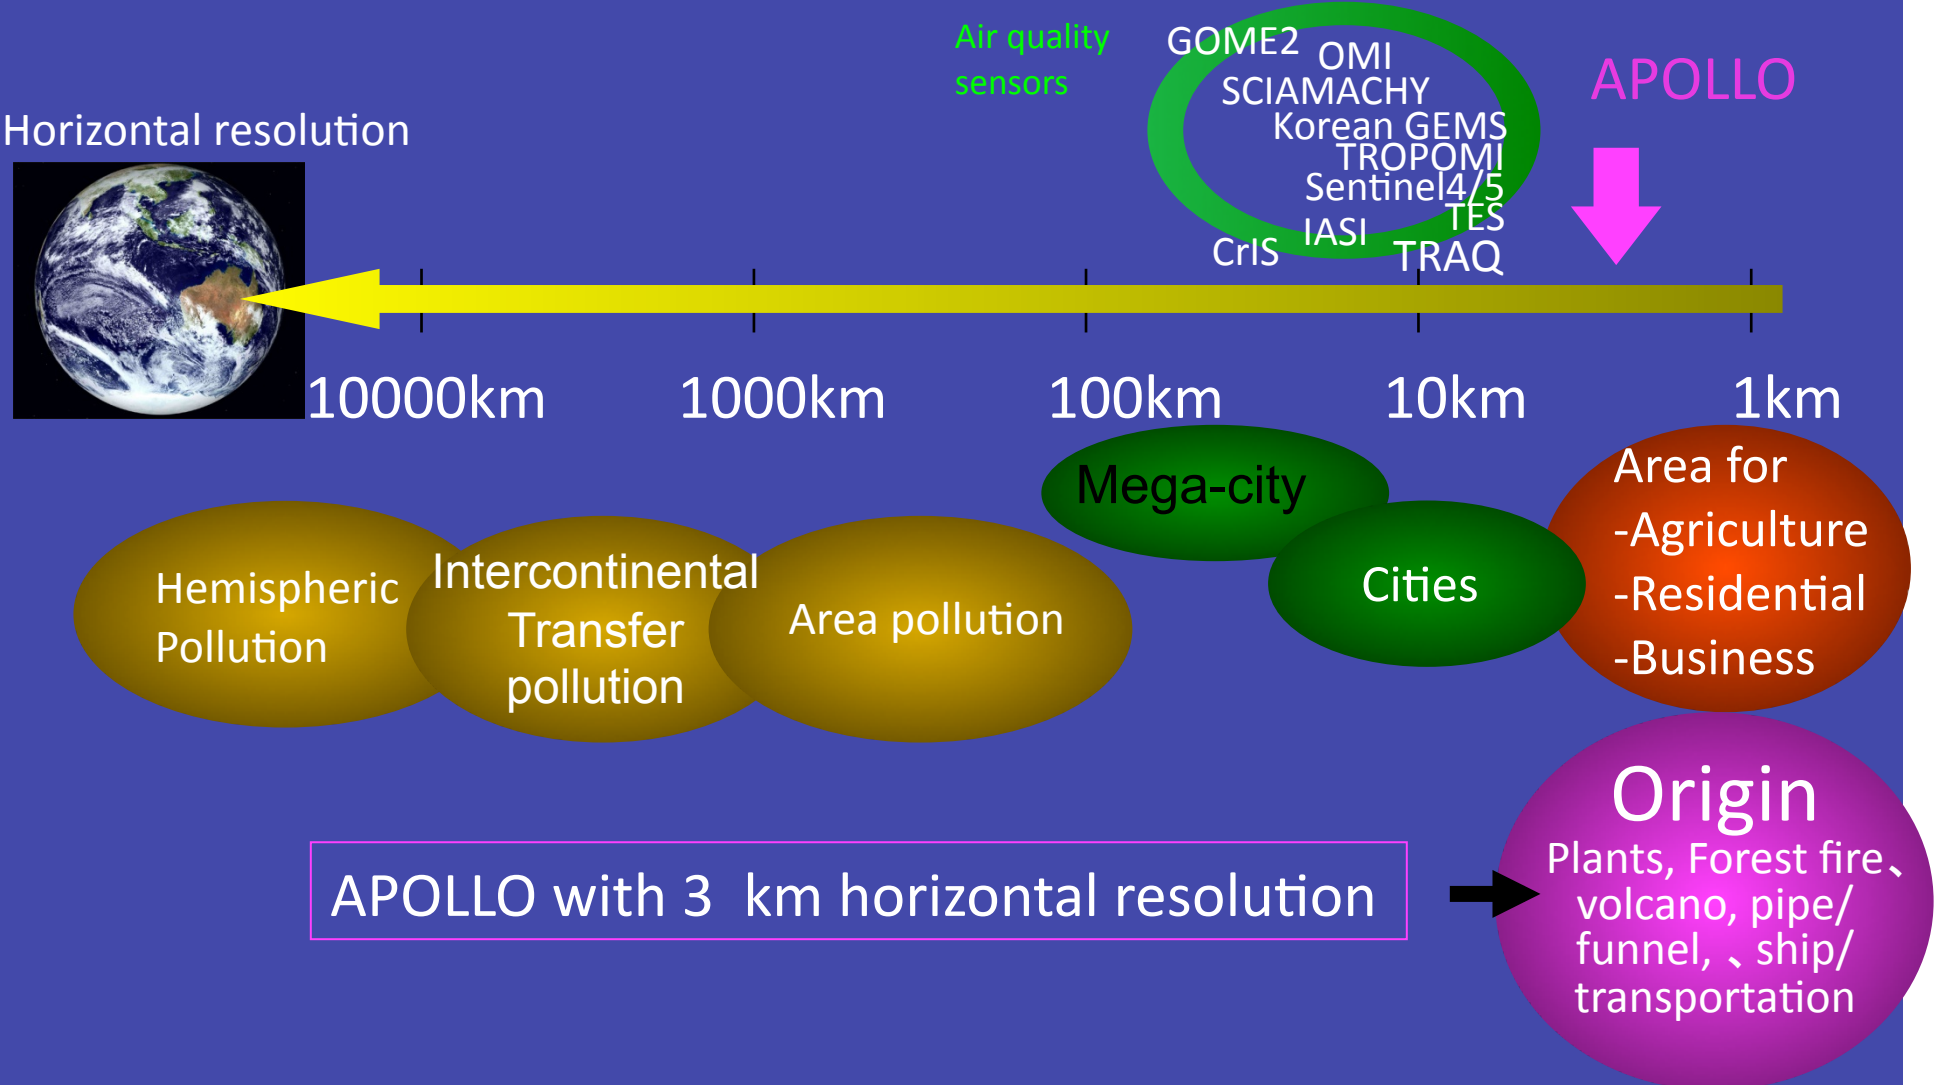 Air quality
sensors
GOME2
OMI
SCIAMACHY
Korean GEMS
TROPOMI
Sentinel4/5
TES
IASI
CrIS
TRAQ
APOLLO
Horizontal resolution
10000km
1000km
100km
10km
1km
Mega-city
Cities
Area for
-Agriculture
-Residential
-Business
Hemispheric
Pollution
Intercontinental
Transfer
pollution
Area pollution
APOLLO with 3  km horizontal resolution
Origin
Plants, Forest fire、
volcano, pipe/
funnel, 、ship/
transportation